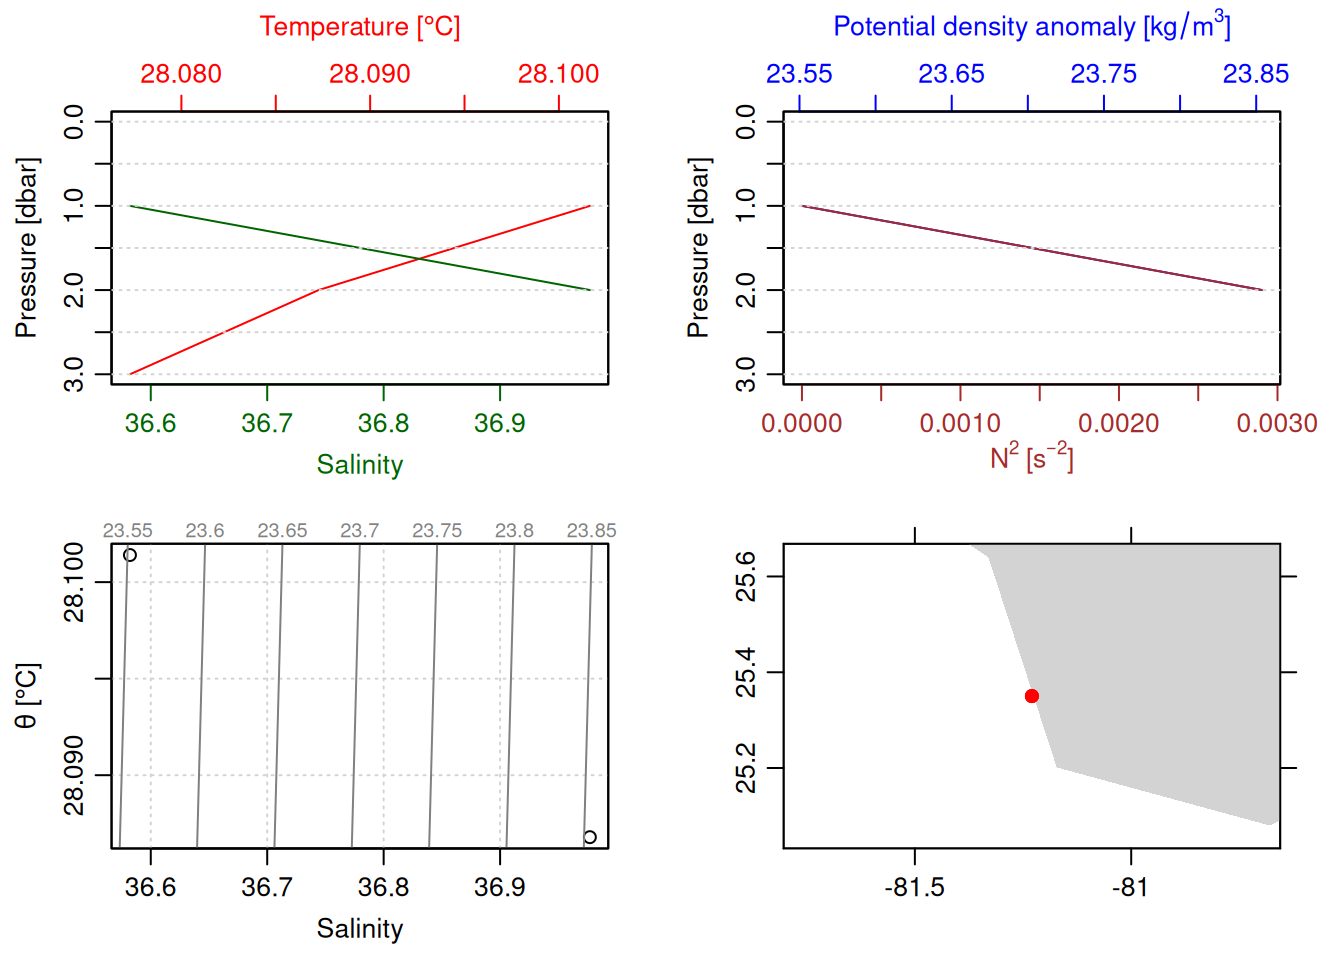 Temperature [°C]
28.080 28.090 28.100
Pressure [dbar]
0.0
1.0
2.0
3.0
36.6 36.7 36.8 36.9
Salinity
Potential density anomaly [kg/m³]
23.55 23.65 23.75 23.85
Pressure [dbar]
0.0
1.0
2.0
3.0
0.0000 0.0010 0.0020 0.0030
N² [s⁻²]
23.55 23.6 23.65 23.7 23.75 23.8 23.85
θ [°C]
28.100
28.090
36.6 36.7 36.8 36.9
Salinity
25.6
25.4
25.2
-81.5 -81